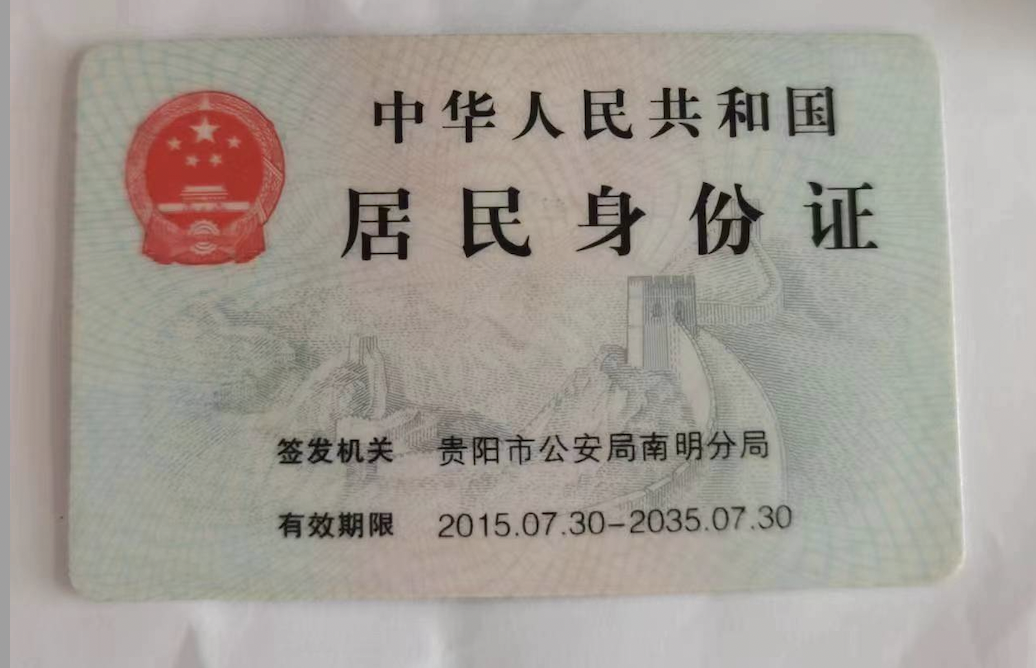 中华人民共和国
居民身份证
签发机关 贵阳市公安局南明分局
有效期限 2015.07.30-2035.07.30